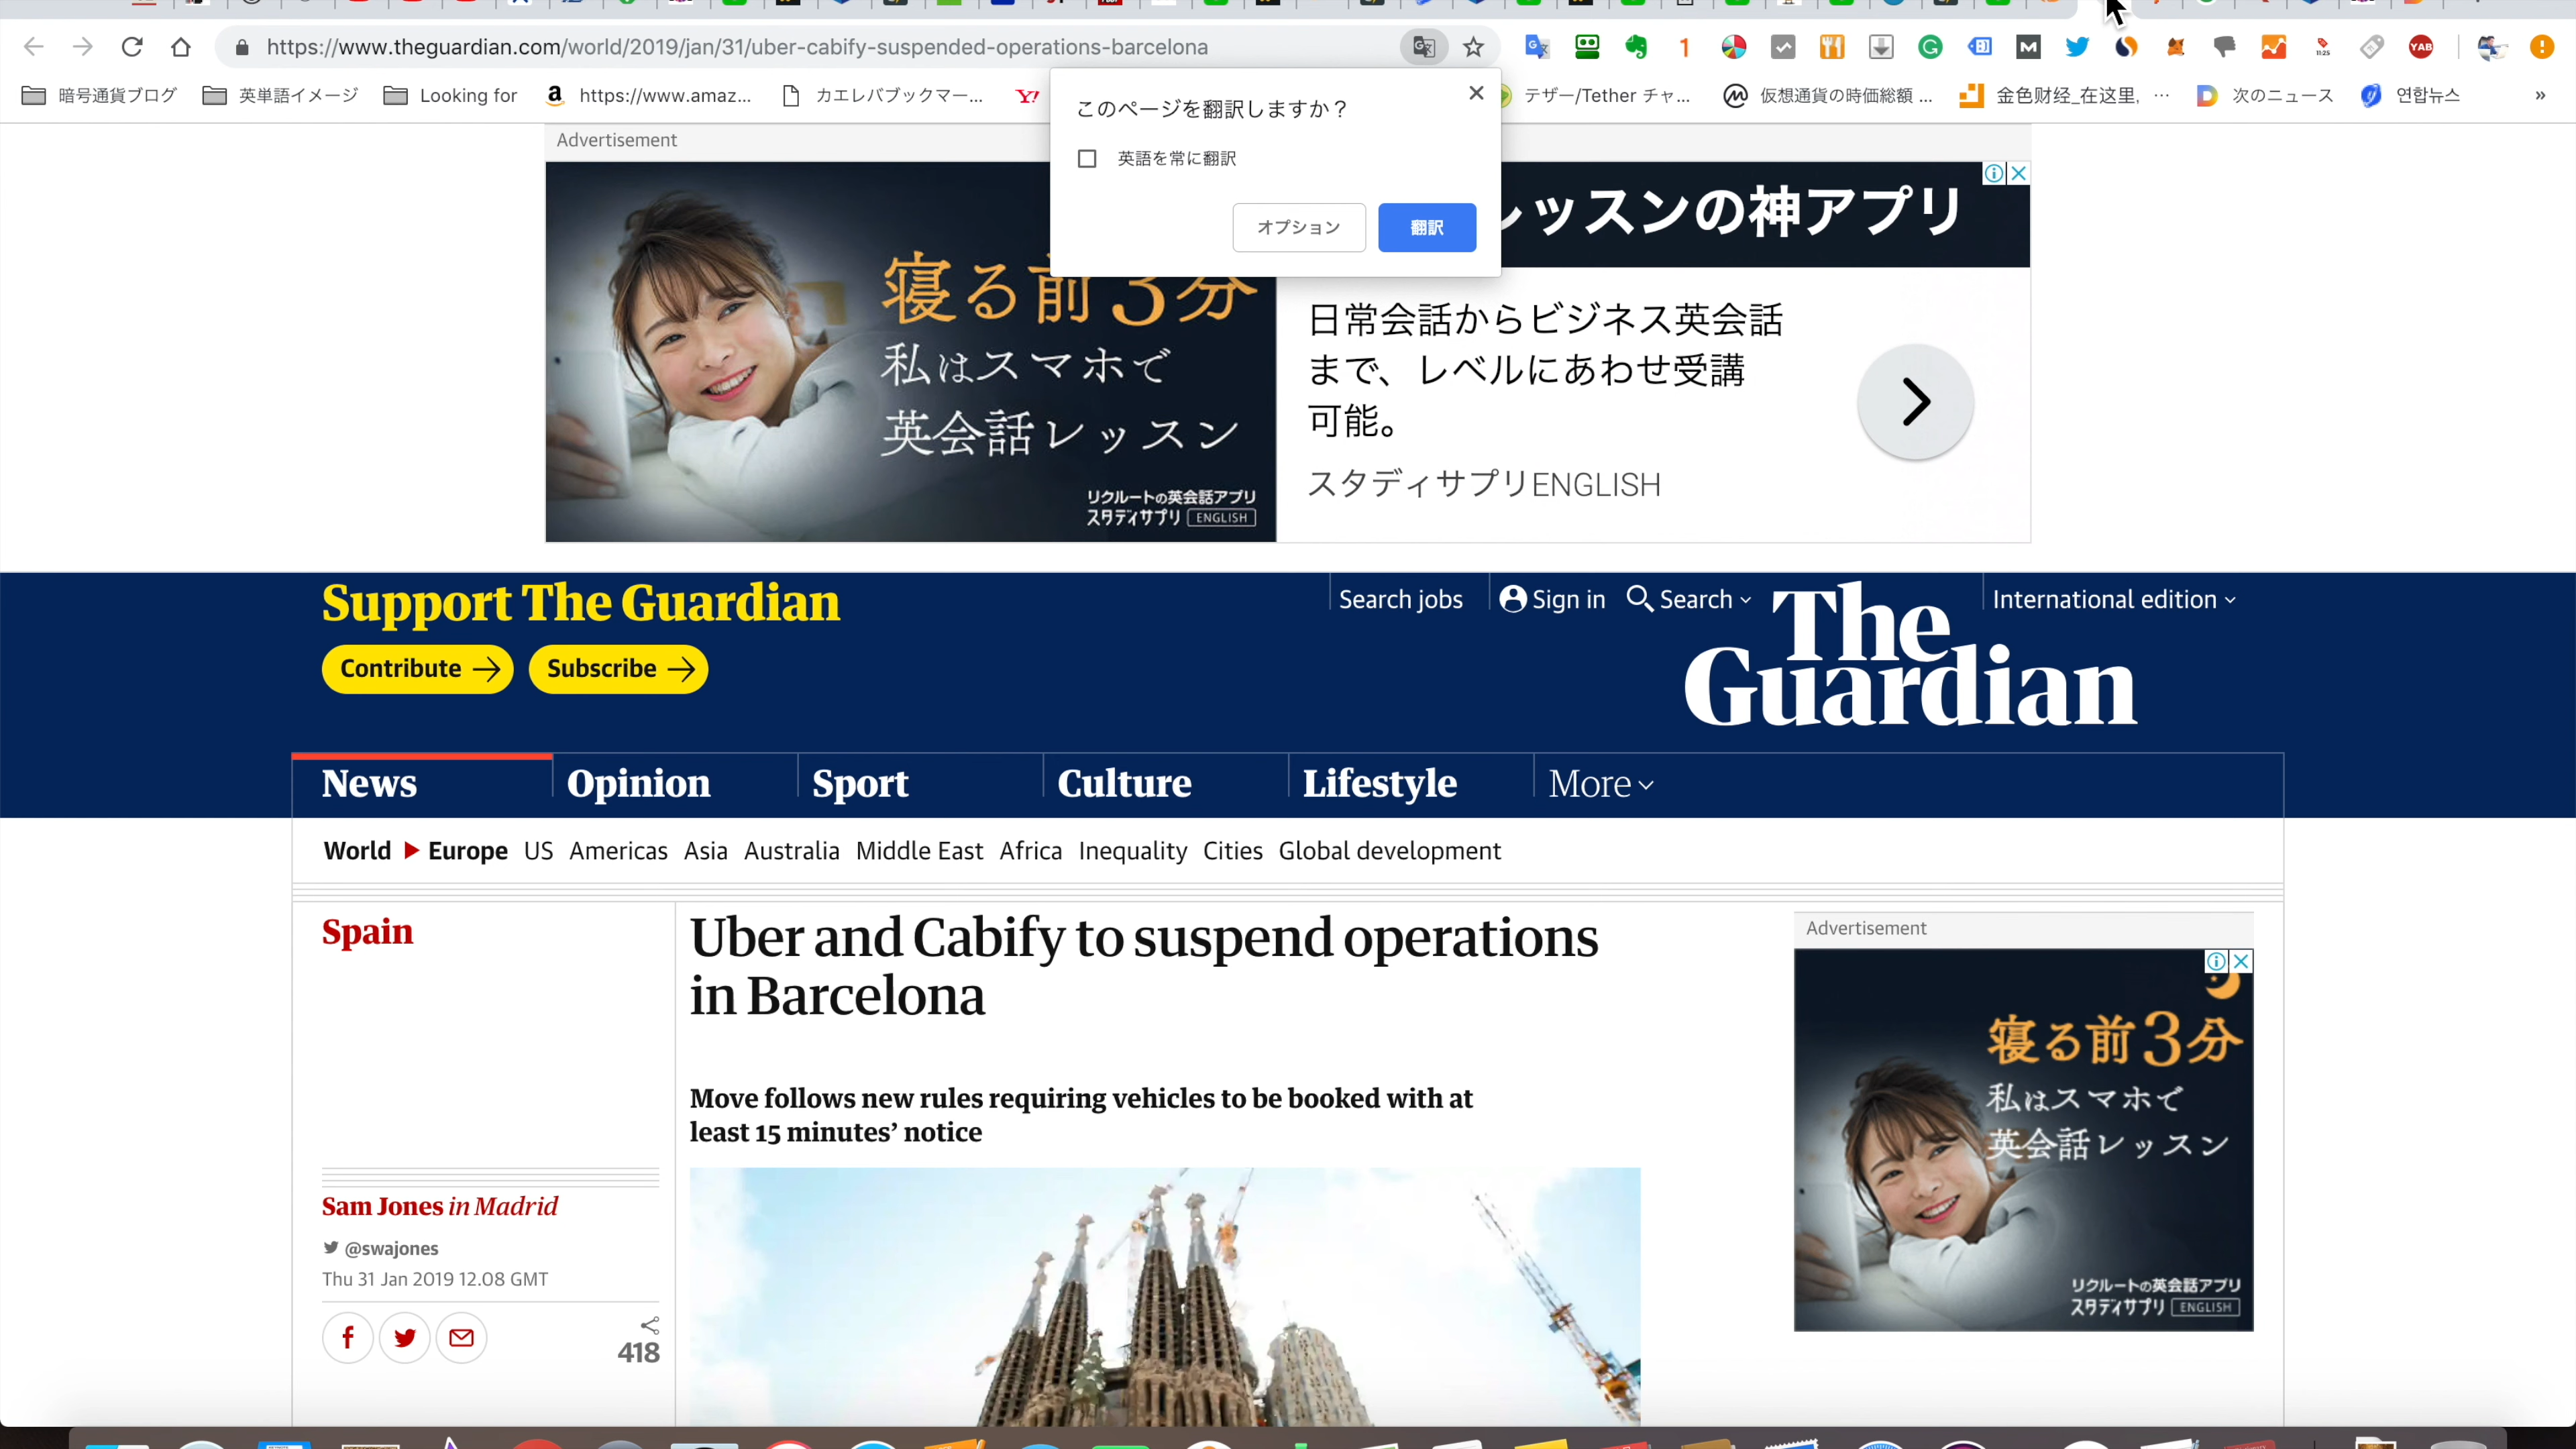 https://www.theguardian.com/world/2019/jan/31/uber-cabify-suspended-operations-barcelona
暗号通貨ブログ 英単語イメージ Looking for https://www.amaz... カエレバブックマー... テザー/Tether チャ... 仮想通貨の時価総額 ... 金色财经_在这里, … 次のニュース 연합뉴스 »
このページを翻訳しますか？
英語を常に翻訳
オプション 翻訳
Advertisement
寝る前3分
私はスマホで
英会話レッスン
リクルートの英会話アプリ
スタディサプリ ENGLISH
レッスンの神アプリ
日常会話からビジネス英会話
まで、レベルにあわせ受講
可能。
スタディサプリENGLISH
Support The Guardian
Contribute Subscribe
Search jobs Sign in Search International edition
The
Guardian
News Opinion Sport Culture Lifestyle More
World Europe US Americas Asia Australia Middle East Africa Inequality Cities Global development
Spain
Uber and Cabify to suspend operations
in Barcelona
Move follows new rules requiring vehicles to be booked with at
least 15 minutes’ notice
Sam Jones in Madrid
@swajones
Thu 31 Jan 2019 12.08 GMT
418
Advertisement
寝る前3分
私はスマホで
英会話レッスン
リクルートの英会話アプリ
スタディサプリ ENGLISH